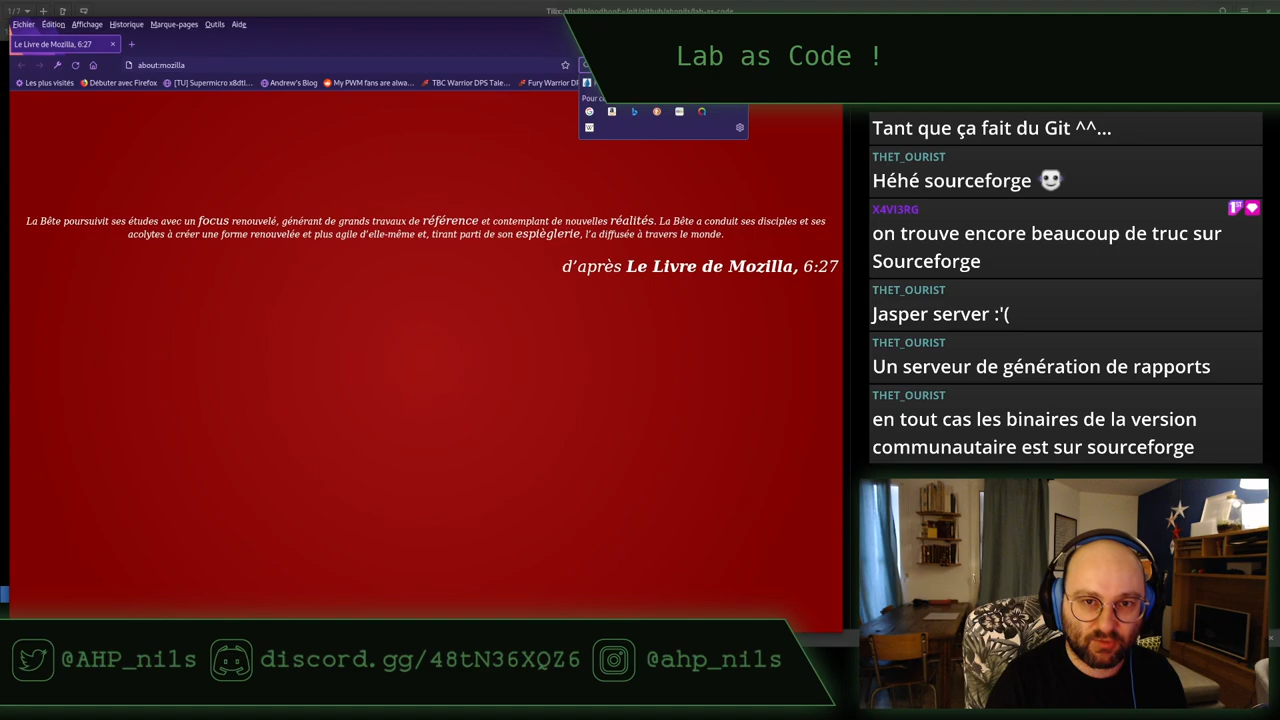 1/7
Fichier Édition Affichage Historique Marque-pages Outils Aide
Le Livre de Mozilla, 6:27
about:mozilla
Les plus visités Débuter avec Firefox [TU] Supermicro x8dtl... Andrew's Blog My PWM fans are alwa... TBC Warrior DPS Tale... Fury Warrior
La Bête poursuivit ses études avec un focus renouvelé, générant de grands travaux de référence et contemplant de nouvelles réalités. La Bête a conduit ses disciples et ses
acolytes à créer une forme renouvelée et plus agile d’elle-même et, tirant parti de son espièglerie, l’a diffusée à travers le monde.
d’après Le Livre de Mozilla, 6:27
Lab as Code !
Tant que ça fait du Git ^^...
THET_OURIST
Héhé sourceforge
X4VI3RG
on trouve encore beaucoup de truc sur
Sourceforge
THET_OURIST
Jasper server :'(
THET_OURIST
Un serveur de génération de rapports
THET_OURIST
en tout cas les binaires de la version
communautaire est sur sourceforge
@AHP_nils discord.gg/48tN36XQZ6 @ahp_nils